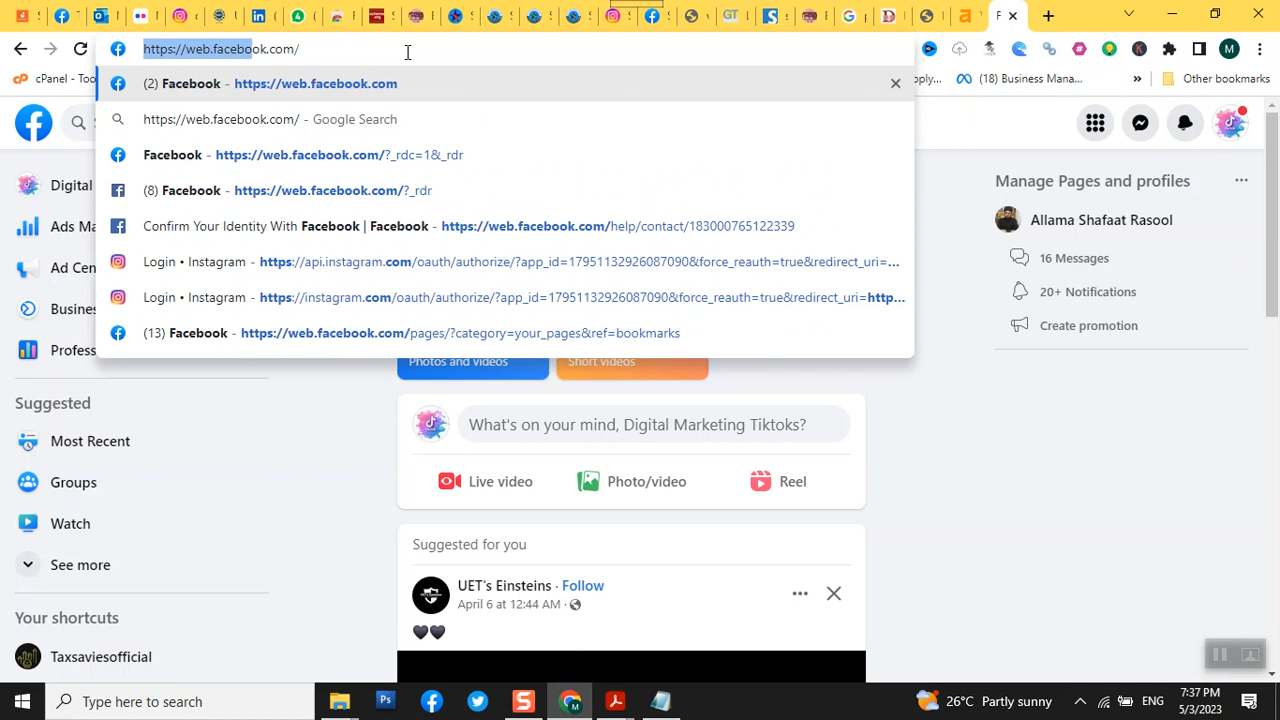 https://web.facebook.com/
(2) Facebook - https://web.facebook.com
https://web.facebook.com/ - Google Search
Facebook - https://web.facebook.com/?_rdc=1&_rdr
(8) Facebook - https://web.facebook.com/?_rdr
Confirm Your Identity With Facebook | Facebook - https://web.facebook.com/help/contact/183000765122339
Login • Instagram - https://api.instagram.com/oauth/authorize/?app_id=17951132926087090&force_reauth=true&redirect_uri=...
Login • Instagram - https://instagram.com/oauth/authorize/?app_id=17951132926087090&force_reauth=true&redirect_uri=http...
(13) Facebook - https://web.facebook.com/pages/?category=your_pages&ref=bookmarks
cPanel - Too
pply...
(18) Business Mana...
Other bookmarks
Digital
Ads Ma
Ad Cen
Busine
Profess
Suggested
Most Recent
Groups
Watch
See more
Your shortcuts
Taxsaviesofficial
Photos and videos
Short videos
What's on your mind, Digital Marketing Tiktoks?
Live video
Photo/video
Reel
Suggested for you
UET's Einsteins · Follow
April 6 at 12:44 AM ·
🖤🖤
Manage Pages and profiles
Allama Shafaat Rasool
16 Messages
20+ Notifications
Create promotion
Type here to search
26°C Partly sunny
ENG
7:37 PM
5/3/2023